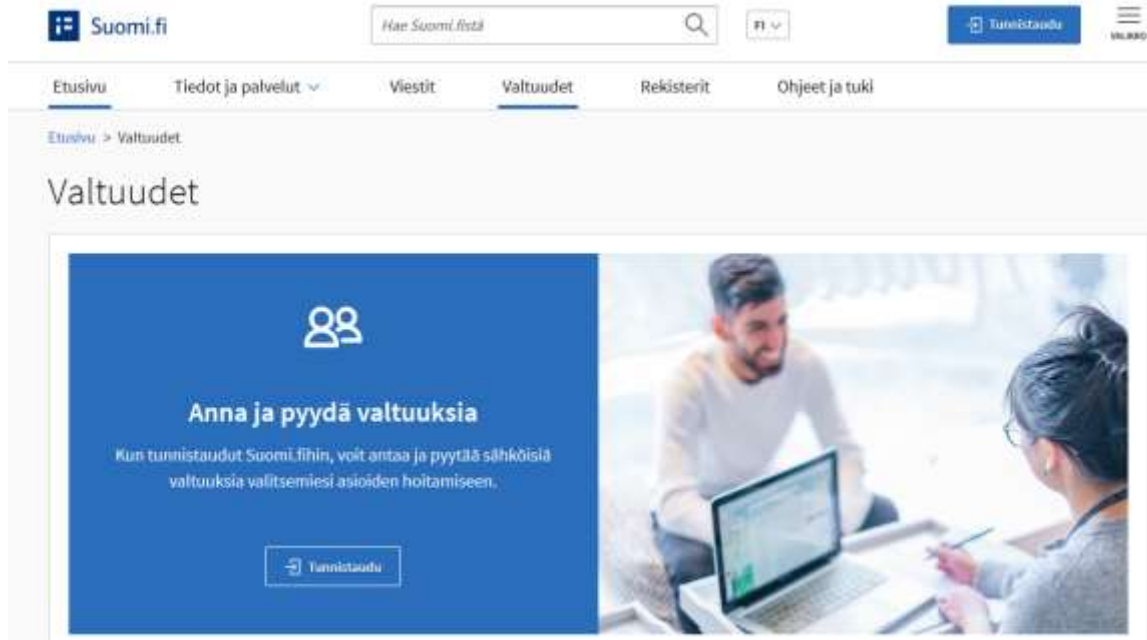 Suomi.fi
Hae Suomi.fistä
FI
Tunnistaudu
VALIKKO
Etusivu Tiedot ja palvelut Viestit Valtuudet Rekisterit Ohjeet ja tuki
Etusivu > Valtuudet
Valtuudet
Anna ja pyydä valtuuksia
Kun tunnistaudut Suomi.fihin, voit antaa ja pyytää sähköisiä
valtuuksia valitsemiesi asioiden hoitamiseen.
Tunnistaudu